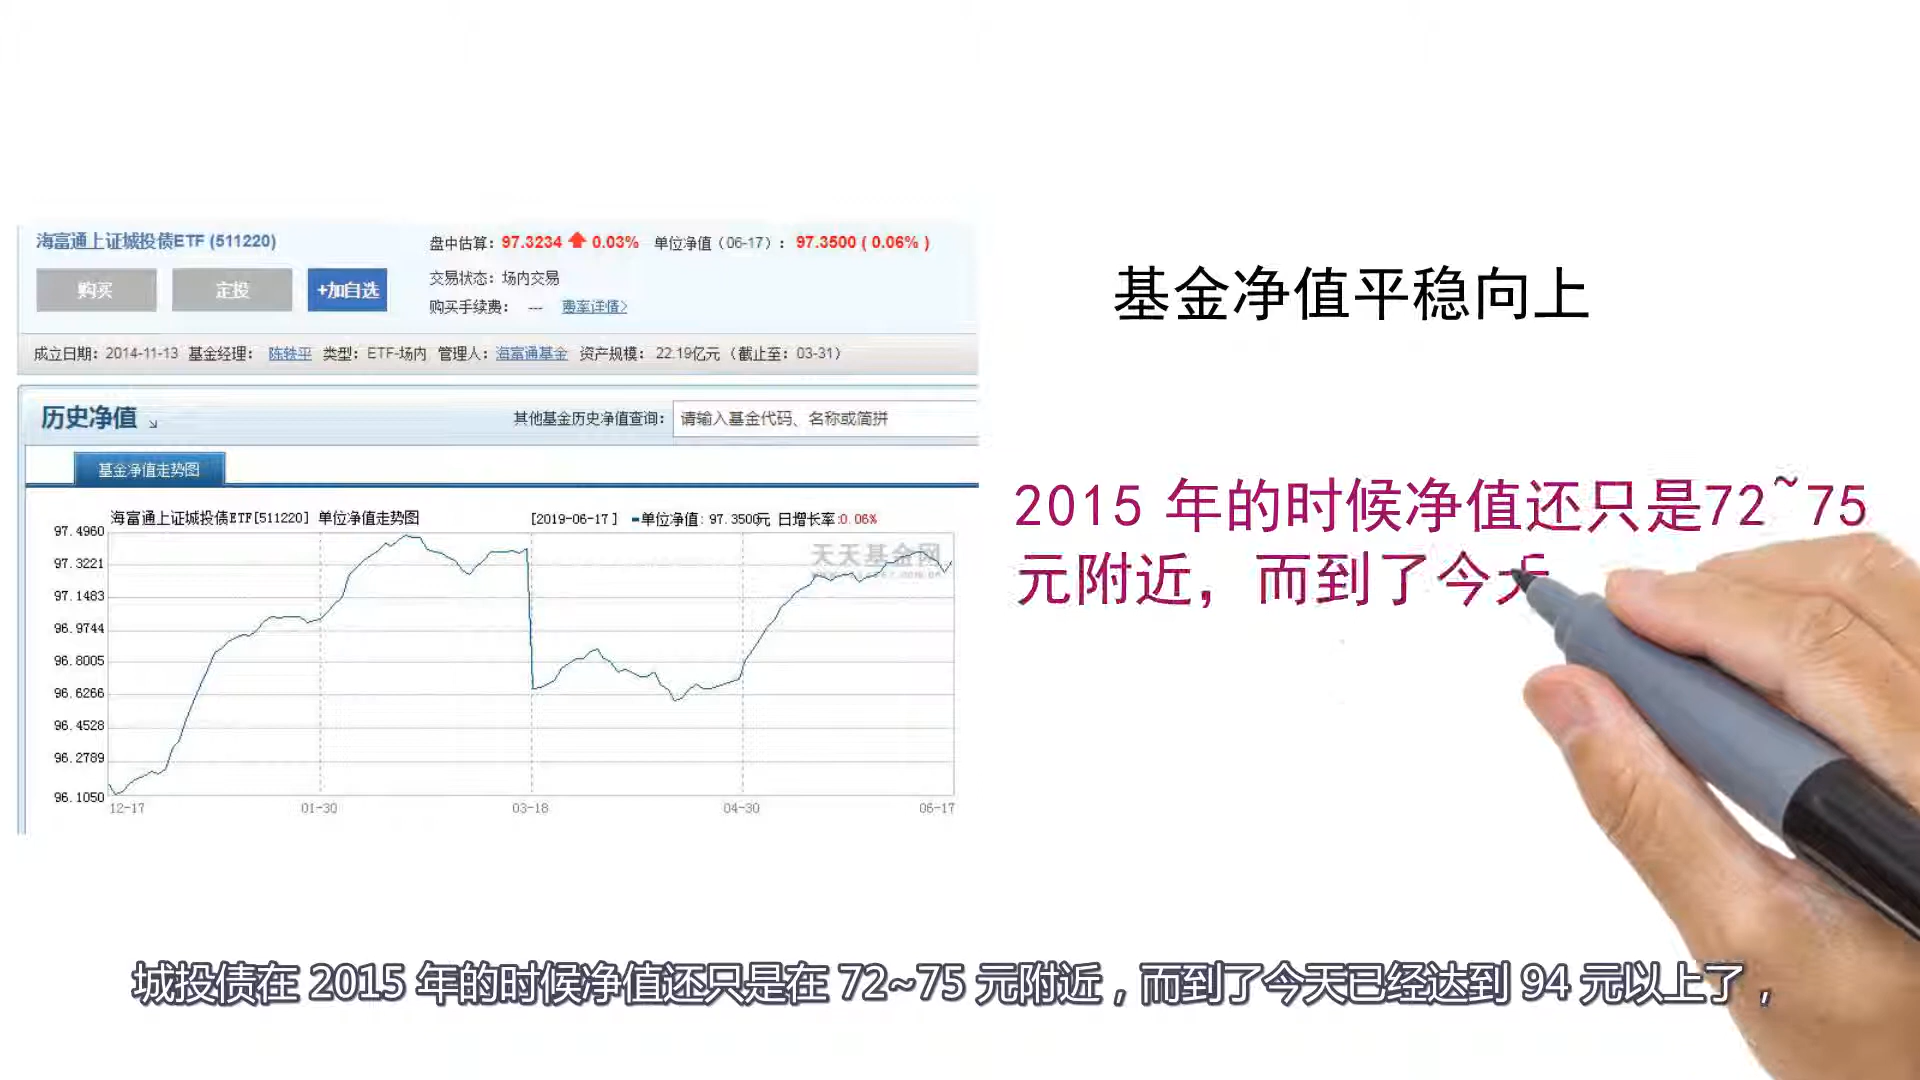 海富通上证城投债ETF (511220)
盘中估算：97.3234 0.03% 单位净值（06-17）：97.3500 ( 0.06% )
购买 定投 +加自选
交易状态：场内交易
购买手续费： --- 费率详情>
成立日期：2014-11-13 基金经理：陈轶平 类型：ETF-场内 管理人：海富通基金 资产规模：22.19亿元（截止至：03-31）
历史净值
其他基金历史净值查询：请输入基金代码、名称或简拼
基金净值走势图
海富通上证城投债ETF[511220] 单位净值走势图 [2019-06-17] 单位净值: 97.3500元 日增长率:0.06%
天天基金网
97.4960
97.3221
97.1483
96.9744
96.8005
96.6266
96.4528
96.2789
96.1050
12-17 01-30 03-18 04-30 06-17
基金净值平稳向上
2015 年的时候净值还只是72~75
元附近，而到了今
城投债在 2015 年的时候净值还只是在 72~75 元附近，而到了今天已经达到 94 元以上了，